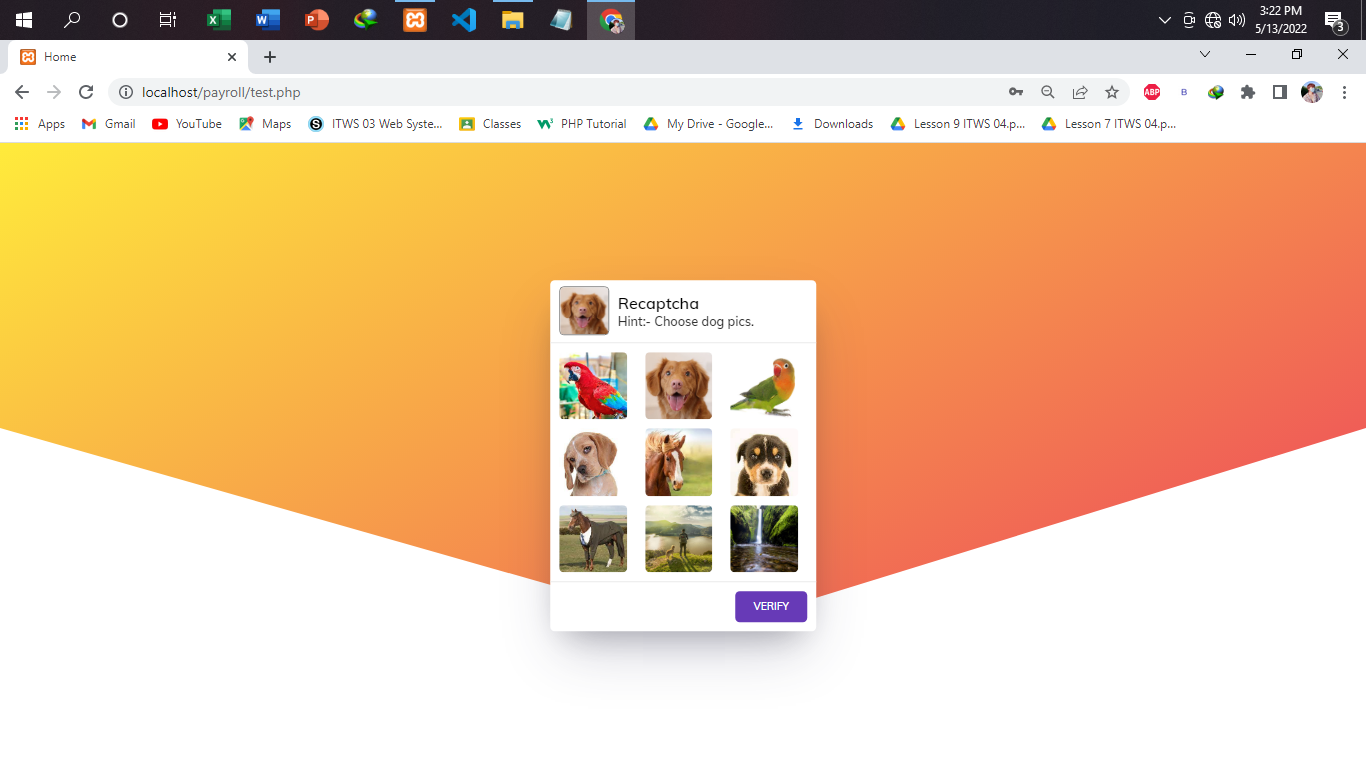 3:22 PM
5/13/2022
3
Home
localhost/payroll/test.php
ABP
B
Apps
Gmail
YouTube
Maps
S
ITWS 03 Web Syste...
Classes
PHP Tutorial
My Drive - Google...
Downloads
Lesson 9 ITWS 04.p...
Lesson 7 ITWS 04.p...
Recaptcha
Hint:- Choose dog pics.
VERIFY